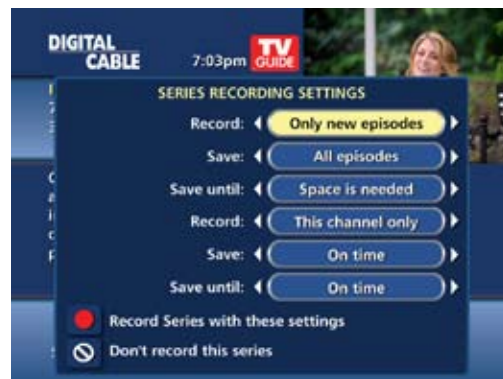 DIGITAL
CABLE
7:03pm
TV
GUIDE
SERIES RECORDING SETTINGS
Record: Only new episodes
Save: All episodes
Save until: Space is needed
Record: This channel only
Save: On time
Save until: On time
Record Series with these settings
Don't record this series